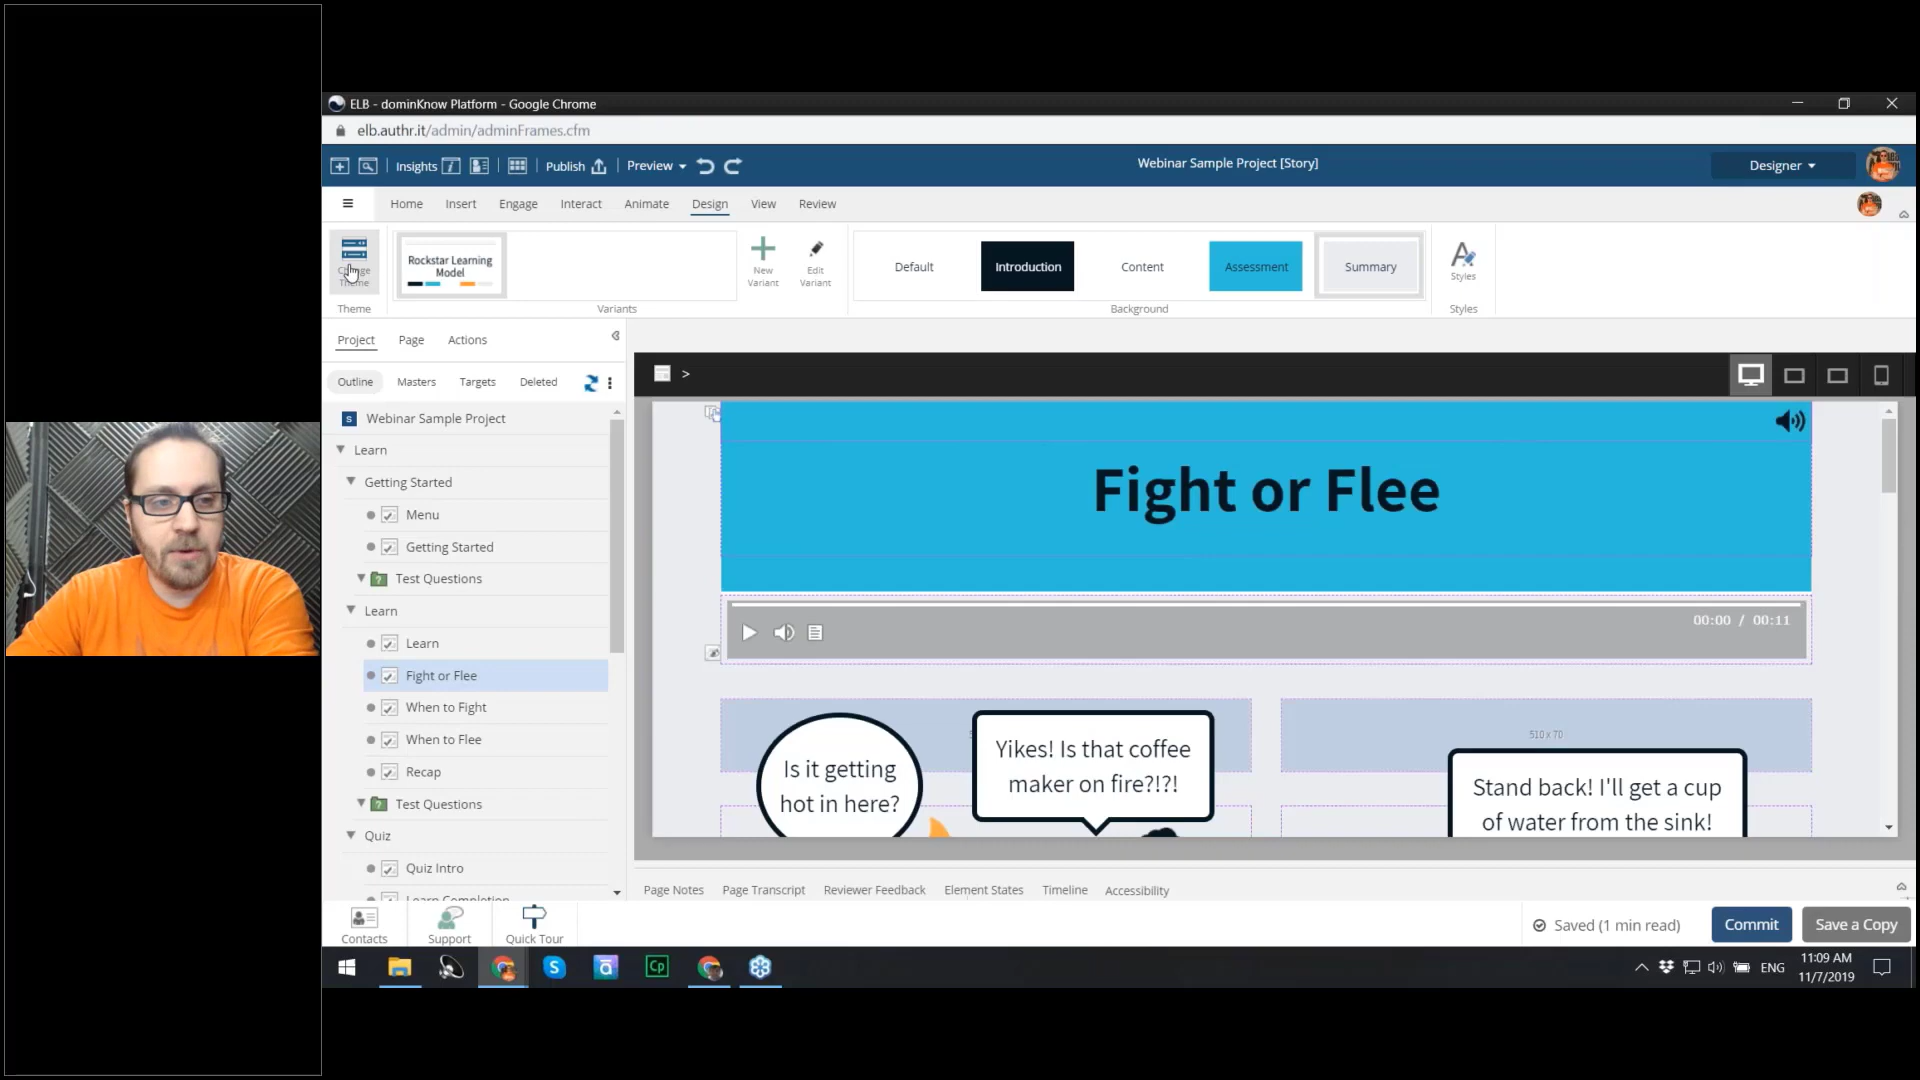 ELB - dominKnow Platform - Google Chrome
elb.authr.it/admin/adminFrames.cfm
Insights
Publish
Preview
Webinar Sample Project [Story]
Designer
Home
Insert
Engage
Interact
Animate
Design
View
Review
Change
Theme
Theme
Rockstar Learning
Model
Variants
New
Variant
Edit
Variant
Default
Introduction
Content
Assessment
Summary
Background
Styles
Styles
Project
Page
Actions
Outline
Masters
Targets
Deleted
S
Webinar Sample Project
Learn
Getting Started
Menu
Getting Started
Test Questions
Learn
Learn
Fight or Flee
When to Fight
When to Flee
Recap
Test Questions
Quiz
Quiz Intro
Learn Completion
>
Fight or Flee
00:00 / 00:11
Is it getting
hot in here?
Yikes! Is that coffee
maker on fire?!?!
510 x 70
Stand back! I'll get a cup
of water from the sink!
Page Notes
Page Transcript
Reviewer Feedback
Element States
Timeline
Accessibility
Contacts
Support
Quick Tour
Saved (1 min read)
Commit
Save a Copy
S
a
Cp
ENG
11:09 AM
11/7/2019